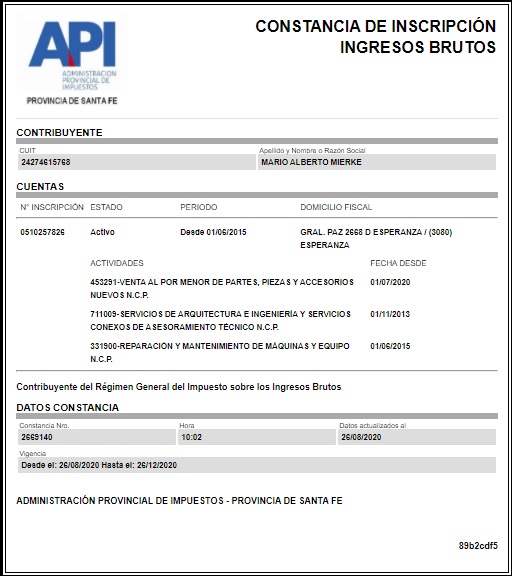 CONSTANCIA DE INSCRIPCIÓN
INGRESOS BRUTOS
API
ADMINISTRACION
PROVINCIAL DE
IMPUESTOS
PROVINCIA DE SANTA FE
CONTRIBUYENTE
CUIT Apellido y Nombre o Razón Social
24274615768 MARIO ALBERTO MIERKE
CUENTAS
N° INSCRIPCIÓN ESTADO PERIODO DOMICILIO FISCAL
0510257826 Activo Desde 01/06/2015 GRAL. PAZ 2668 D ESPERANZA / (3080)
ESPERANZA
ACTIVIDADES FECHA DESDE
453291-VENTA AL POR MENOR DE PARTES, PIEZAS Y ACCESORIOS 01/07/2020
NUEVOS N.C.P.
711009-SERVICIOS DE ARQUITECTURA E INGENIERÍA Y SERVICIOS 01/11/2013
CONEXOS DE ASESORAMIENTO TÉCNICO N.C.P.
331900-REPARACIÓN Y MANTENIMIENTO DE MÁQUINAS Y EQUIPO 01/06/2015
N.C.P.
Contribuyente del Régimen General del Impuesto sobre los Ingresos Brutos
DATOS CONSTANCIA
Constancia Nro. Hora Datos actualizados al
2669140 10:02 26/08/2020
Vigencia
Desde el: 26/08/2020 Hasta el: 26/12/2020
ADMINISTRACIÓN PROVINCIAL DE IMPUESTOS - PROVINCIA DE SANTA FE
89b2cdf5